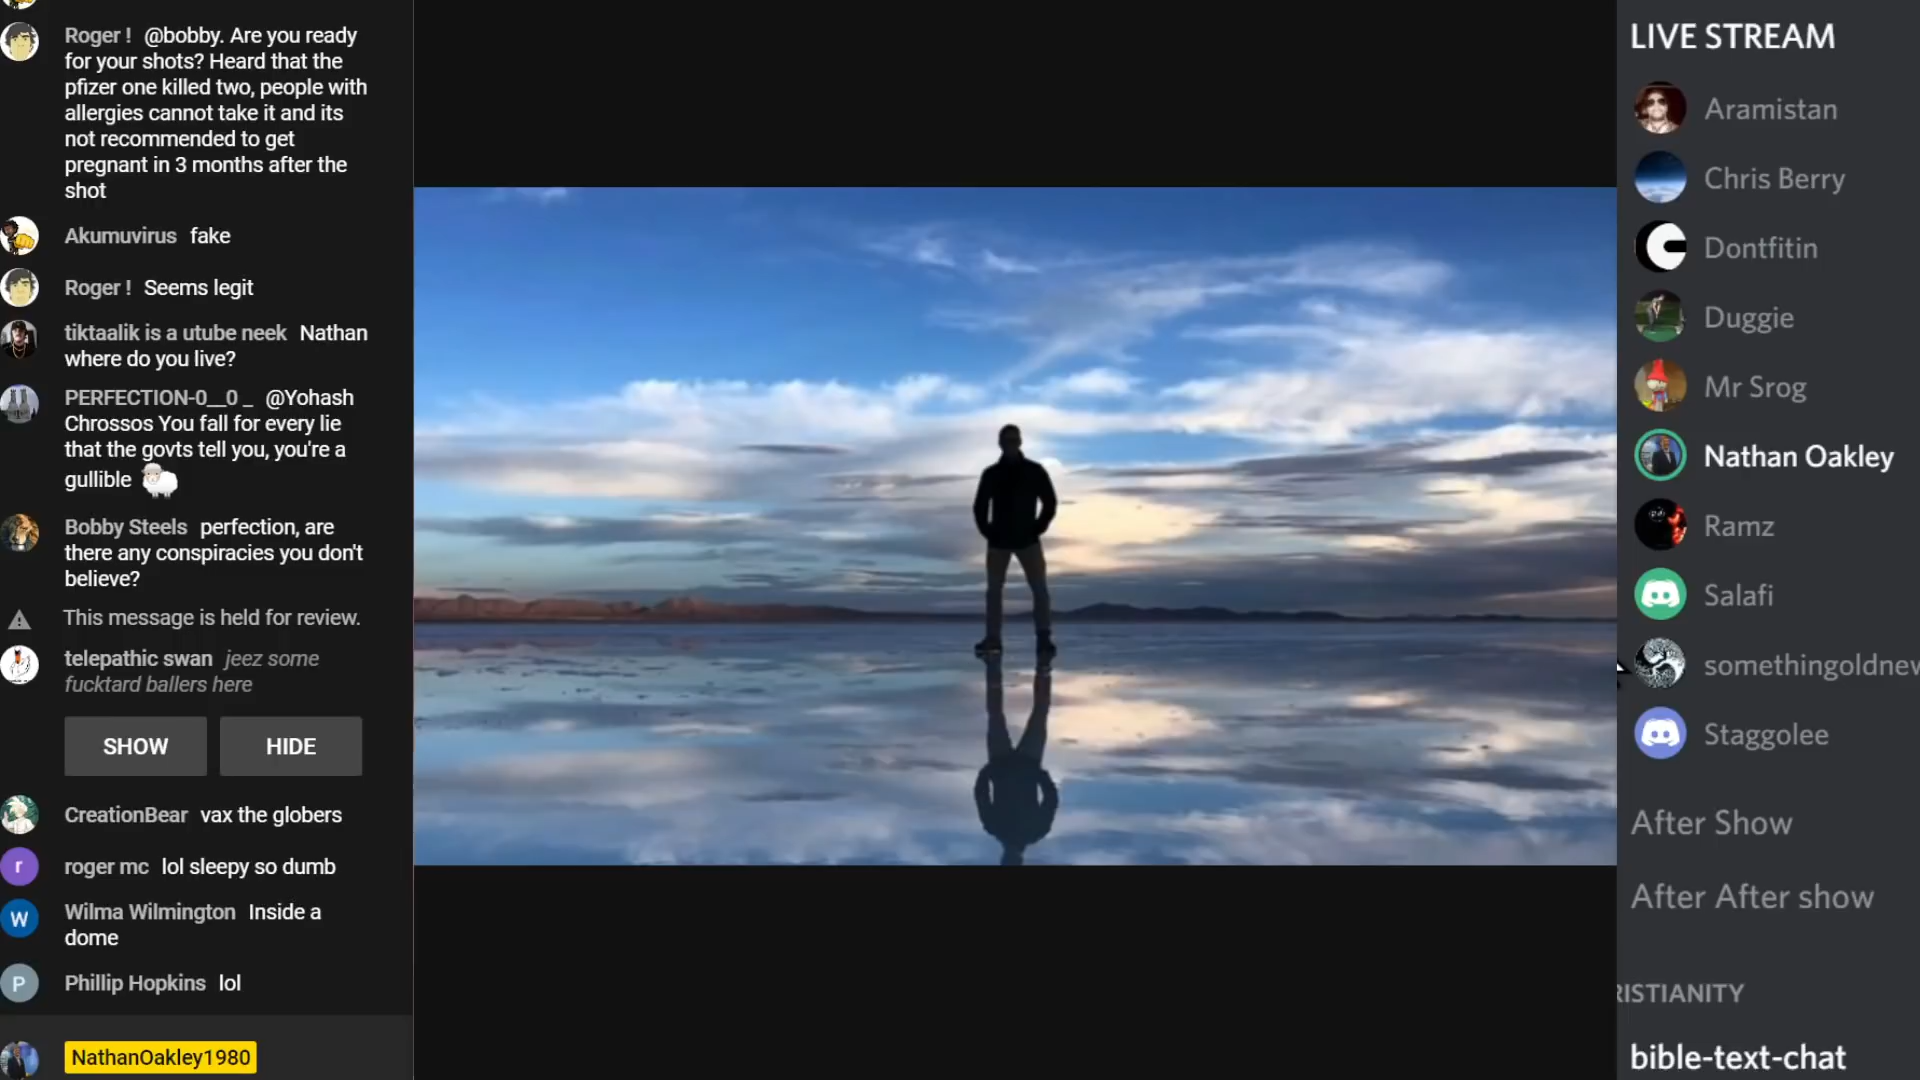 Roger ! @bobby. Are you ready
for your shots? Heard that the
pfizer one killed two, people with
allergies cannot take it and its
not recommended to get
pregnant in 3 months after the
shot
Akumuvirus fake
Roger ! Seems legit
tiktaalik is a utube neek Nathan
where do you live?
PERFECTION-0__0 _ @Yohash
Chrossos You fall for every lie
that the govts tell you, you're a
gullible
Bobby Steels perfection, are
there any conspiracies you don't
believe?
This message is held for review.
telepathic swan jeez some
fucktard ballers here
SHOW HIDE
CreationBear vax the globers
r
roger mc lol sleepy so dumb
W
Wilma Wilmington Inside a
dome
P
Phillip Hopkins lol
NathanOakley1980
LIVE STREAM
Aramistan
Chris Berry
Dontfitin
Duggie
Mr Srog
Nathan Oakley
Ramz
Salafi
somethingoldnew
Staggolee
After Show
After After show
RISTIANITY
bible-text-chat